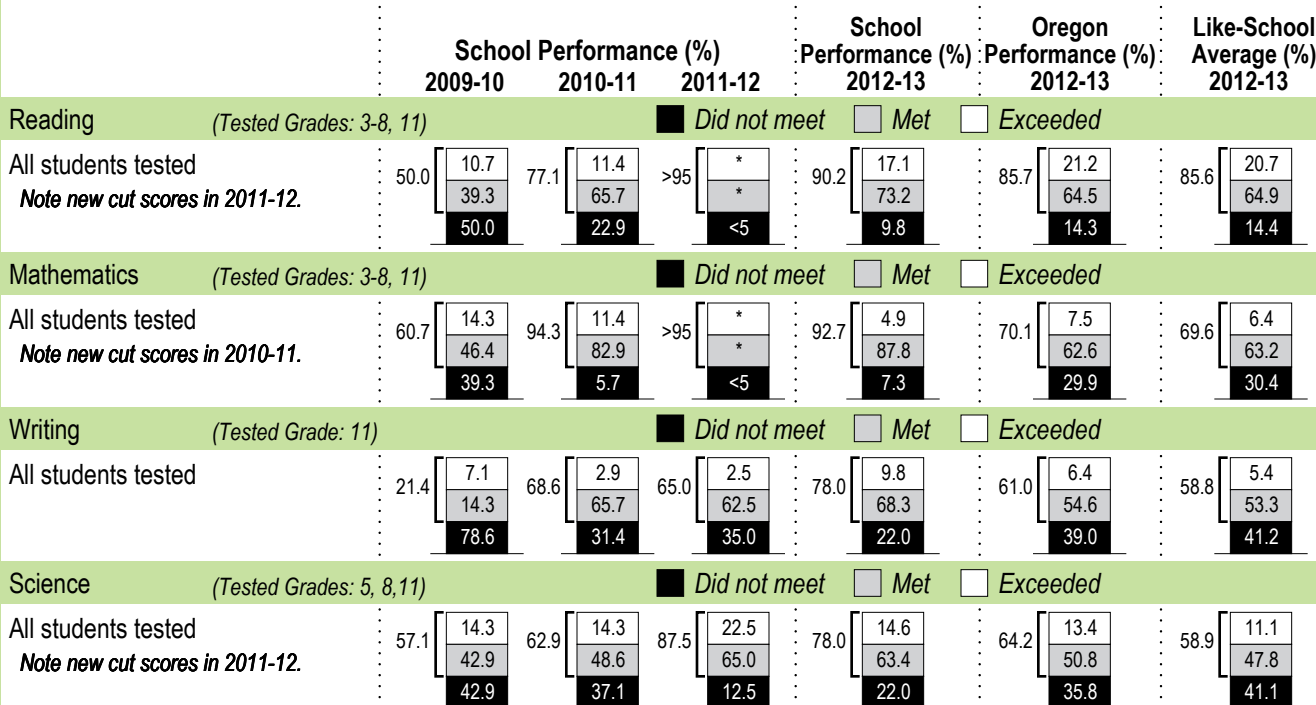 School Performance (%)
School Performance (%)
Oregon Performance (%)
Like-School Average (%)
2009-10 2010-11 2011-12 2012-13 2012-13 2012-13
Reading (Tested Grades: 3-8, 11) Did not meet Met Exceeded
All students tested
Note new cut scores in 2011-12.
50.0 10.7 39.3 50.0
77.1 11.4 65.7 22.9
>95 * * <5
90.2 17.1 73.2 9.8
85.7 21.2 64.5 14.3
85.6 20.7 64.9 14.4
Mathematics (Tested Grades: 3-8, 11) Did not meet Met Exceeded
All students tested
Note new cut scores in 2010-11.
60.7 14.3 46.4 39.3
94.3 11.4 82.9 5.7
>95 * * <5
92.7 4.9 87.8 7.3
70.1 7.5 62.6 29.9
69.6 6.4 63.2 30.4
Writing (Tested Grade: 11) Did not meet Met Exceeded
All students tested
21.4 7.1 14.3 78.6
68.6 2.9 65.7 31.4
65.0 2.5 62.5 35.0
78.0 9.8 68.3 22.0
61.0 6.4 54.6 39.0
58.8 5.4 53.3 41.2
Science (Tested Grades: 5, 8,11) Did not meet Met Exceeded
All students tested
Note new cut scores in 2011-12.
57.1 14.3 42.9 42.9
62.9 14.3 48.6 37.1
87.5 22.5 65.0 12.5
78.0 14.6 63.4 22.0
64.2 13.4 50.8 35.8
58.9 11.1 47.8 41.1